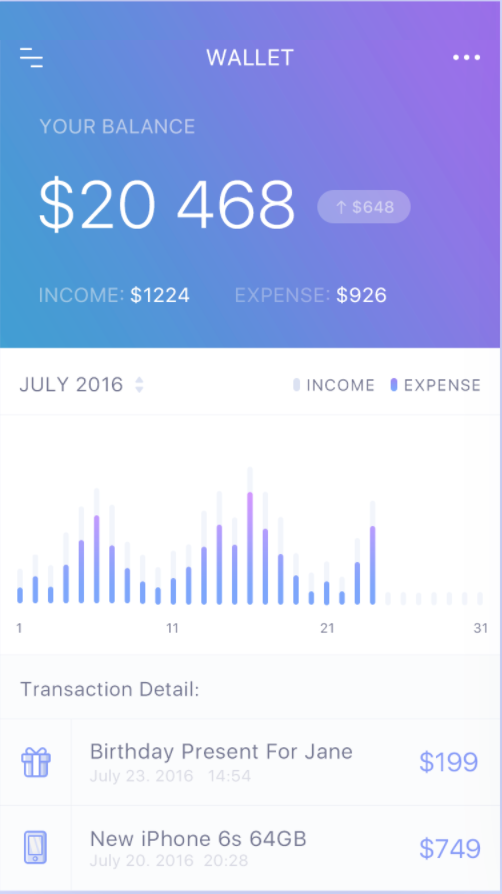 WALLET
YOUR BALANCE
$20 468 ↑ $648
INCOME: $1224 EXPENSE: $926
JULY 2016 INCOME EXPENSE
1 11 21 31
Transaction Detail:
Birthday Present For Jane
$199
July 23. 2016 14:54
New iPhone 6s 64GB
$749
July 20. 2016 20:28